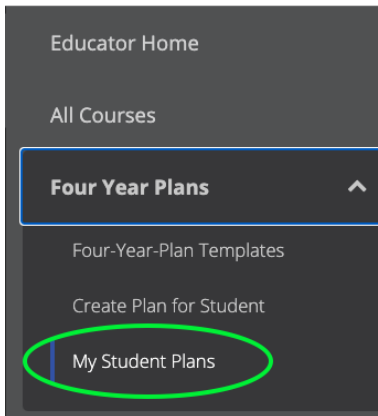 Educator Home
All Courses
Four Year Plans
Four-Year-Plan Templates
Create Plan for Student
My Student Plans